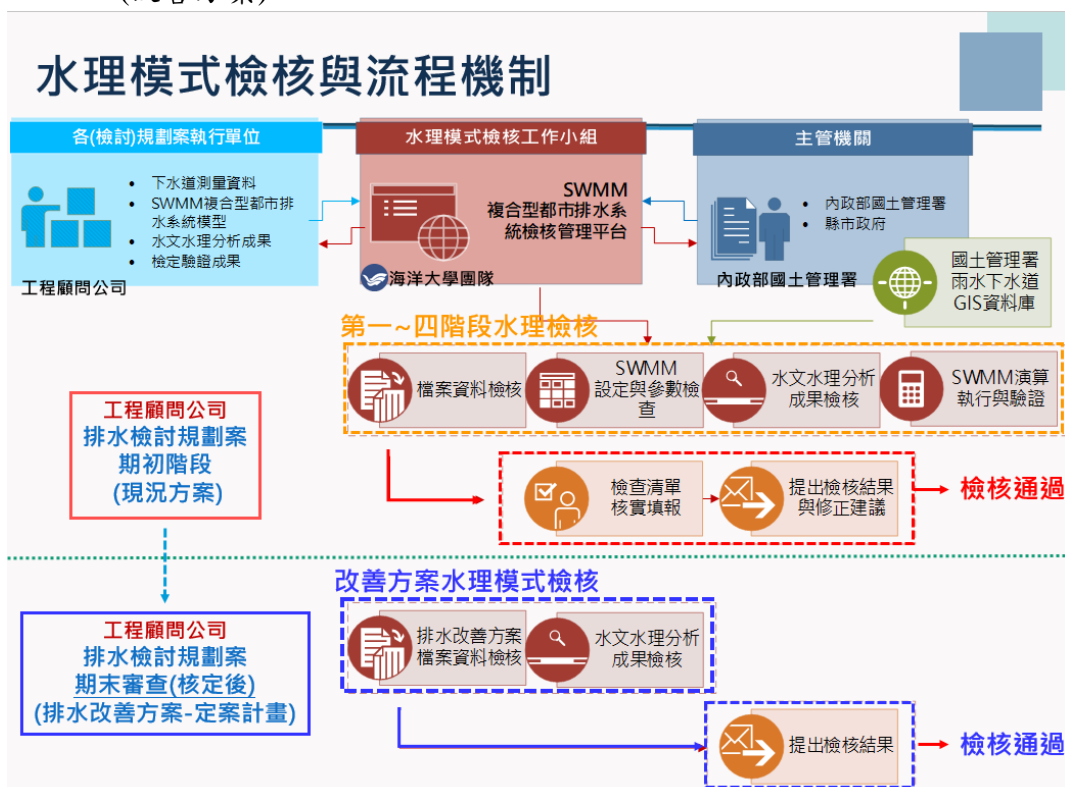 水理模式檢核與流程機制
各(檢討)規劃案執行單位
• 下水道測量資料
• SWMM複合型都市排
水系統模型
• 水文水理分析成果
• 檢定驗證成果
工程顧問公司
水理模式檢核工作小組
SWMM
複合型都市排水系
統檢核管理平台
海洋大學團隊
主管機關
• 內政部國土管理署
• 縣市政府
內政部國土管理署
國土管理署
雨水下水道
GIS資料庫
第一~四階段水理檢核
檔案資料檢核
SWMM
設定與參數檢
查
水文水理分析
成果檢核
SWMM演算
執行與驗證
工程顧問公司
排水檢討規劃案
期初階段
(現況方案)
檢查清單
核實填報
提出檢核結果
與修正建議
檢核通過
改善方案水理模式檢核
工程顧問公司
排水檢討規劃案
期末審查(核定後)
(排水改善方案-定案計畫)
排水改善方案
檔案資料檢核
水文水理分析
成果檢核
提出檢核結果
檢核通過